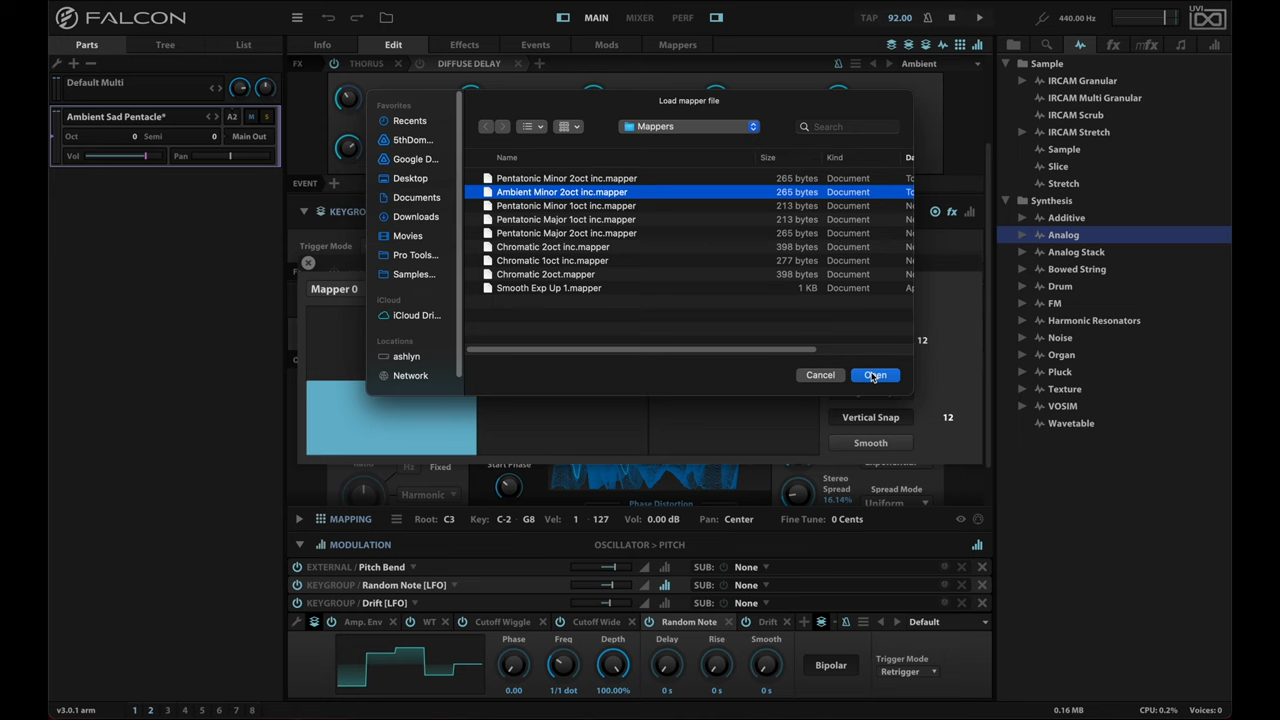 FALCON
MAIN MIXER PERF
TAP 92.00
440.00 Hz
UVI
Parts Tree List
Info Edit Effects Events Mods Mappers
Default Multi
Ambient Sad Pentacle*
A2 M S
Oct 0 Semi 0 Main Out
Vol Pan
FX THORUS DIFFUSE DELAY Ambient
EVENT
Trigger Mode
Mapper 0
Load mapper file
Favorites
Recents
5thDom...
Google D...
Desktop
Documents
Downloads
Movies
Pro Tools...
Samples...
iCloud
iCloud Dri...
Locations
ashlyn
Network
Mappers
Search
Name Size Kind Da
Pentatonic Minor 2oct inc.mapper 265 bytes Document To
Ambient Minor 2oct inc.mapper 265 bytes Document To
Pentatonic Minor 1oct inc.mapper 213 bytes Document Ne
Pentatonic Major 1oct inc.mapper 213 bytes Document Ne
Pentatonic Major 2oct inc.mapper 265 bytes Document Ne
Chromatic 2oct inc.mapper 398 bytes Document Ne
Chromatic 1oct inc.mapper 277 bytes Document Ne
Chromatic 2oct.mapper 398 bytes Document Ne
Smooth Exp Up 1.mapper 1 KB Document Ap
Cancel Open
12
Vertical Snap 12
Smooth
Hz Fixed
Harmonic
Start Phase
Phase Distortion
Stereo Spread
16.14%
Spread Mode
Uniform
MAPPING Root: C3 Key: C-2 - G8 Vel: 1 - 127 Vol: 0.00 dB Pan: Center Fine Tune: 0 Cents
MODULATION OSCILLATOR > PITCH
EXTERNAL / Pitch Bend SUB: None
KEYGROUP / Random Note [LFO] SUB: None
KEYGROUP / Drift [LFO] SUB: None
Amp. Env WT Cutoff Wiggle Cutoff Wide Random Note Drift Default
Phase Freq Depth Delay Rise Smooth
0.00 1/1 dot 100.00% 0 s 0 s 0 s
Bipolar
Trigger Mode
Retrigger
Sample
IRCAM Granular
IRCAM Multi Granular
IRCAM Scrub
IRCAM Stretch
Sample
Slice
Stretch
Synthesis
Additive
Analog
Analog Stack
Bowed String
Drum
FM
Harmonic Resonators
Noise
Organ
Pluck
Texture
VOSIM
Wavetable
v3.0.1 arm 1 2 3 4 5 6 7 8 0.16 MB CPU: 0.2% Voices: 0